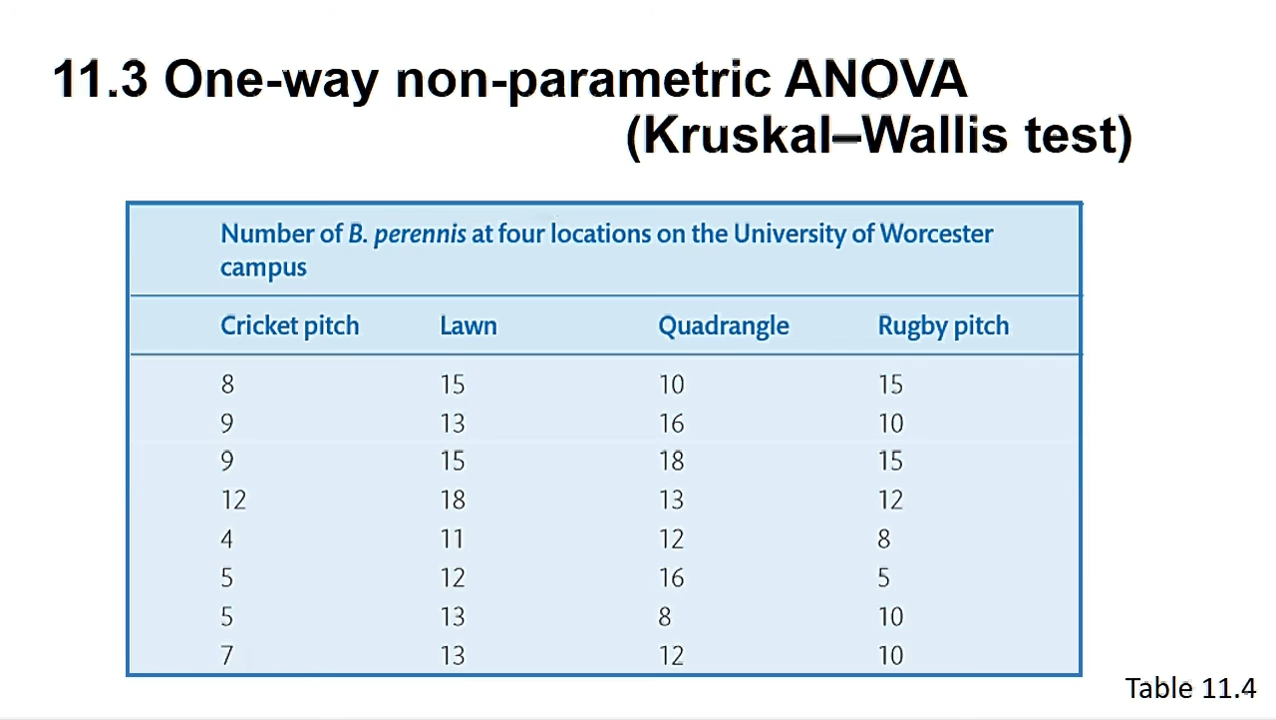 11.3 One-way non-parametric ANOVA
(Kruskal–Wallis test)
Number of B. perennis at four locations on the University of Worcester
campus
Cricket pitch Lawn Quadrangle Rugby pitch
8 15 10 15
9 13 16 10
9 15 18 15
12 18 13 12
4 11 12 8
5 12 16 5
5 13 8 10
7 13 12 10
Table 11.4